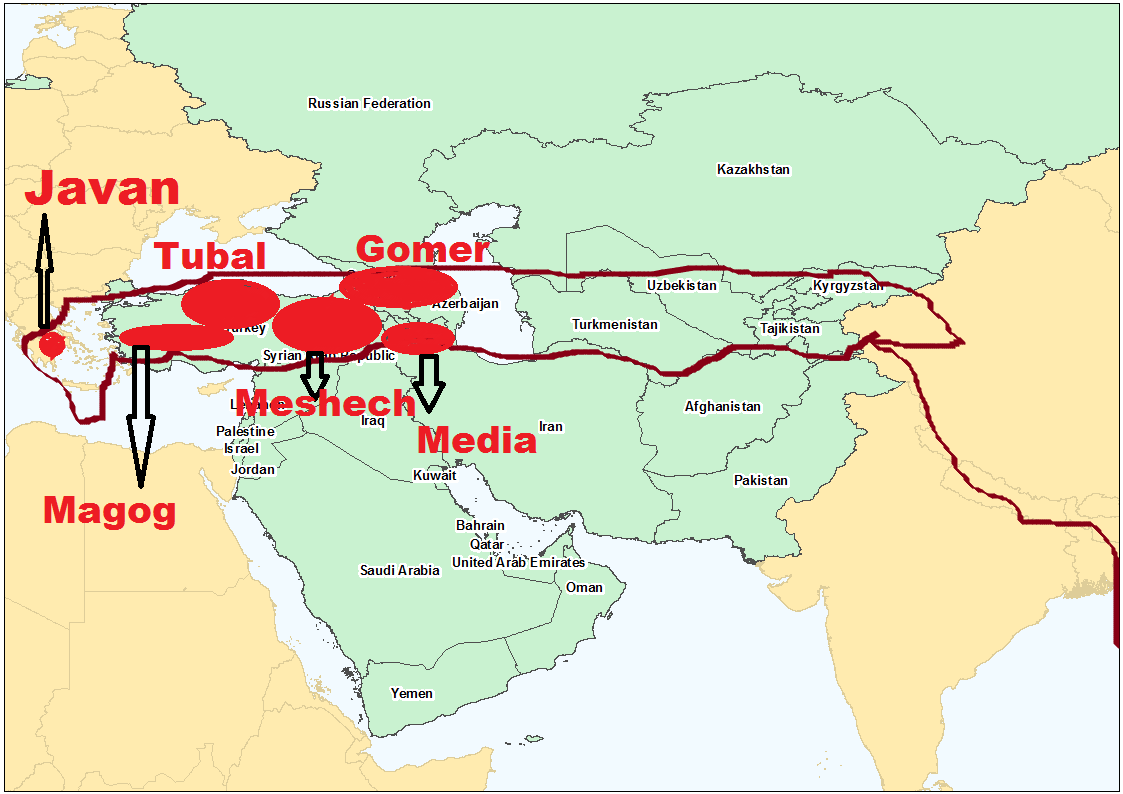 Russian Federation
Kazakhstan
Javan
Tubal
Gomer
Uzbekistan
Kyrgyzstan
Azerbaijan
Turkmenistan
Tajikistan
Turkey
Syrian Arab Republic
Lebanon
Meshech
Afghanistan
Iraq
Iran
Palestine
Media
Israel
Jordan
Kuwait
Pakistan
Magog
Bahrain
Qatar
United Arab Emirates
Saudi Arabia
Oman
Yemen